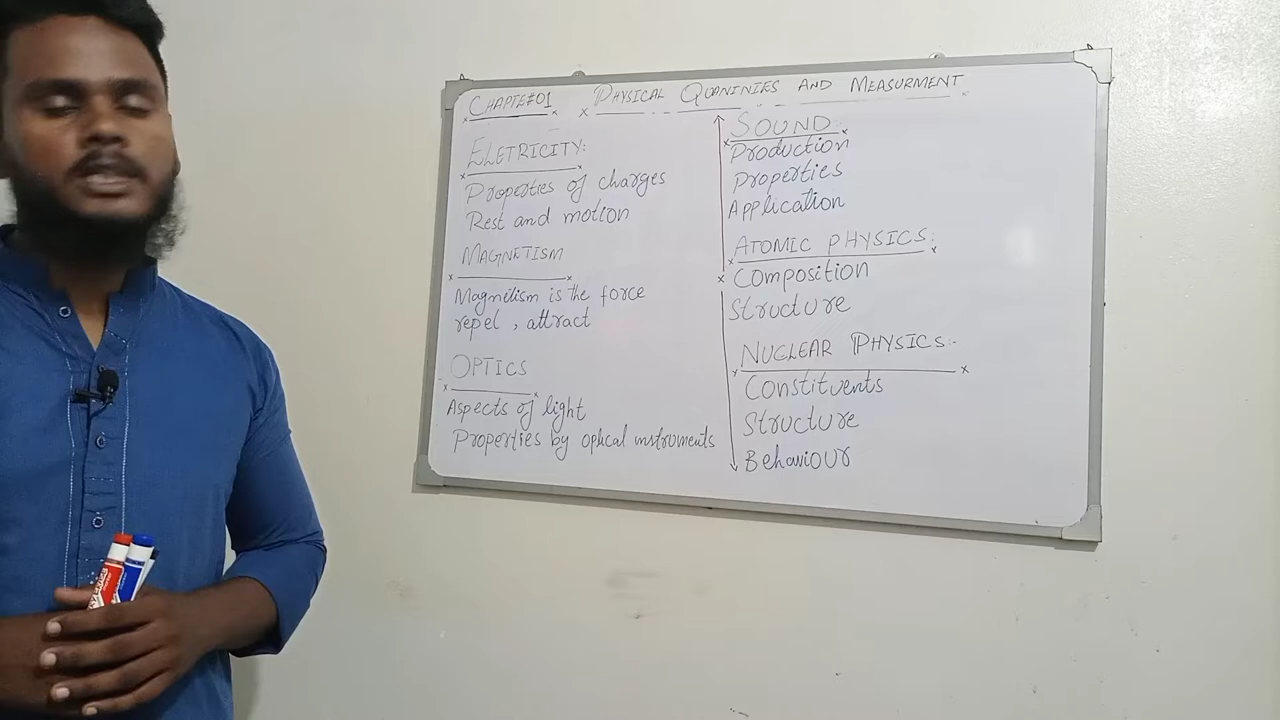 CHAPTE#01 PHYSICAL QUANINIES AND MEASURMENT
ELETRICITY:
Properties of charges
Rest and motion
MAGNETISM
Magnetism is the force
repel , attract
OPTICS
Aspects of light
Properties by optical instruments
SOUND:
Production
Properties
Application
ATOMIC PHYSICS:
Composition
Structure
NUCLEAR PHYSICS:-
Constituents
Structure
Behaviour